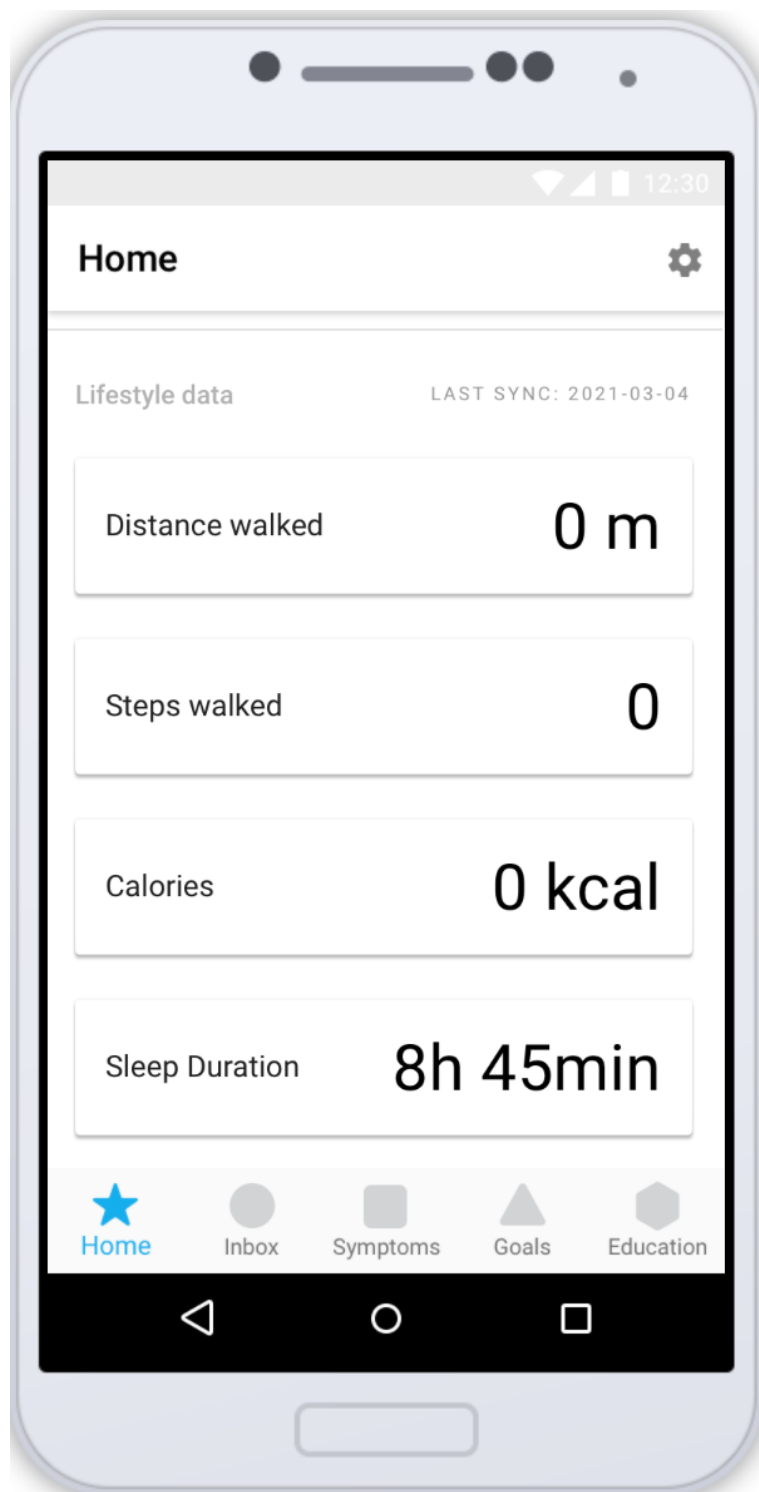 12:30
Home
Lifestyle data LAST SYNC: 2021-03-04
Distance walked 0 m
Steps walked 0
Calories 0 kcal
Sleep Duration 8h 45min
Home Inbox Symptoms Goals Education